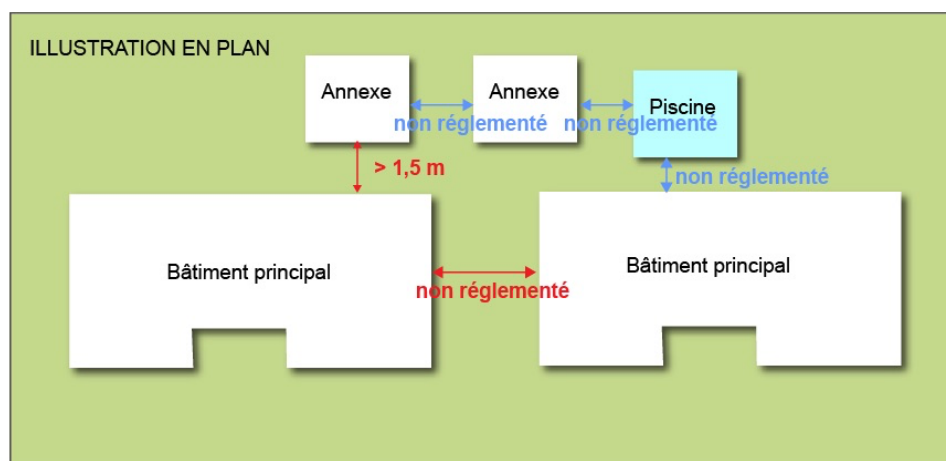 ILLUSTRATION EN PLAN
Annexe
Annexe
Piscine
non réglementé
non réglementé
> 1,5 m
non réglementé
Bâtiment principal
Bâtiment principal
non réglementé